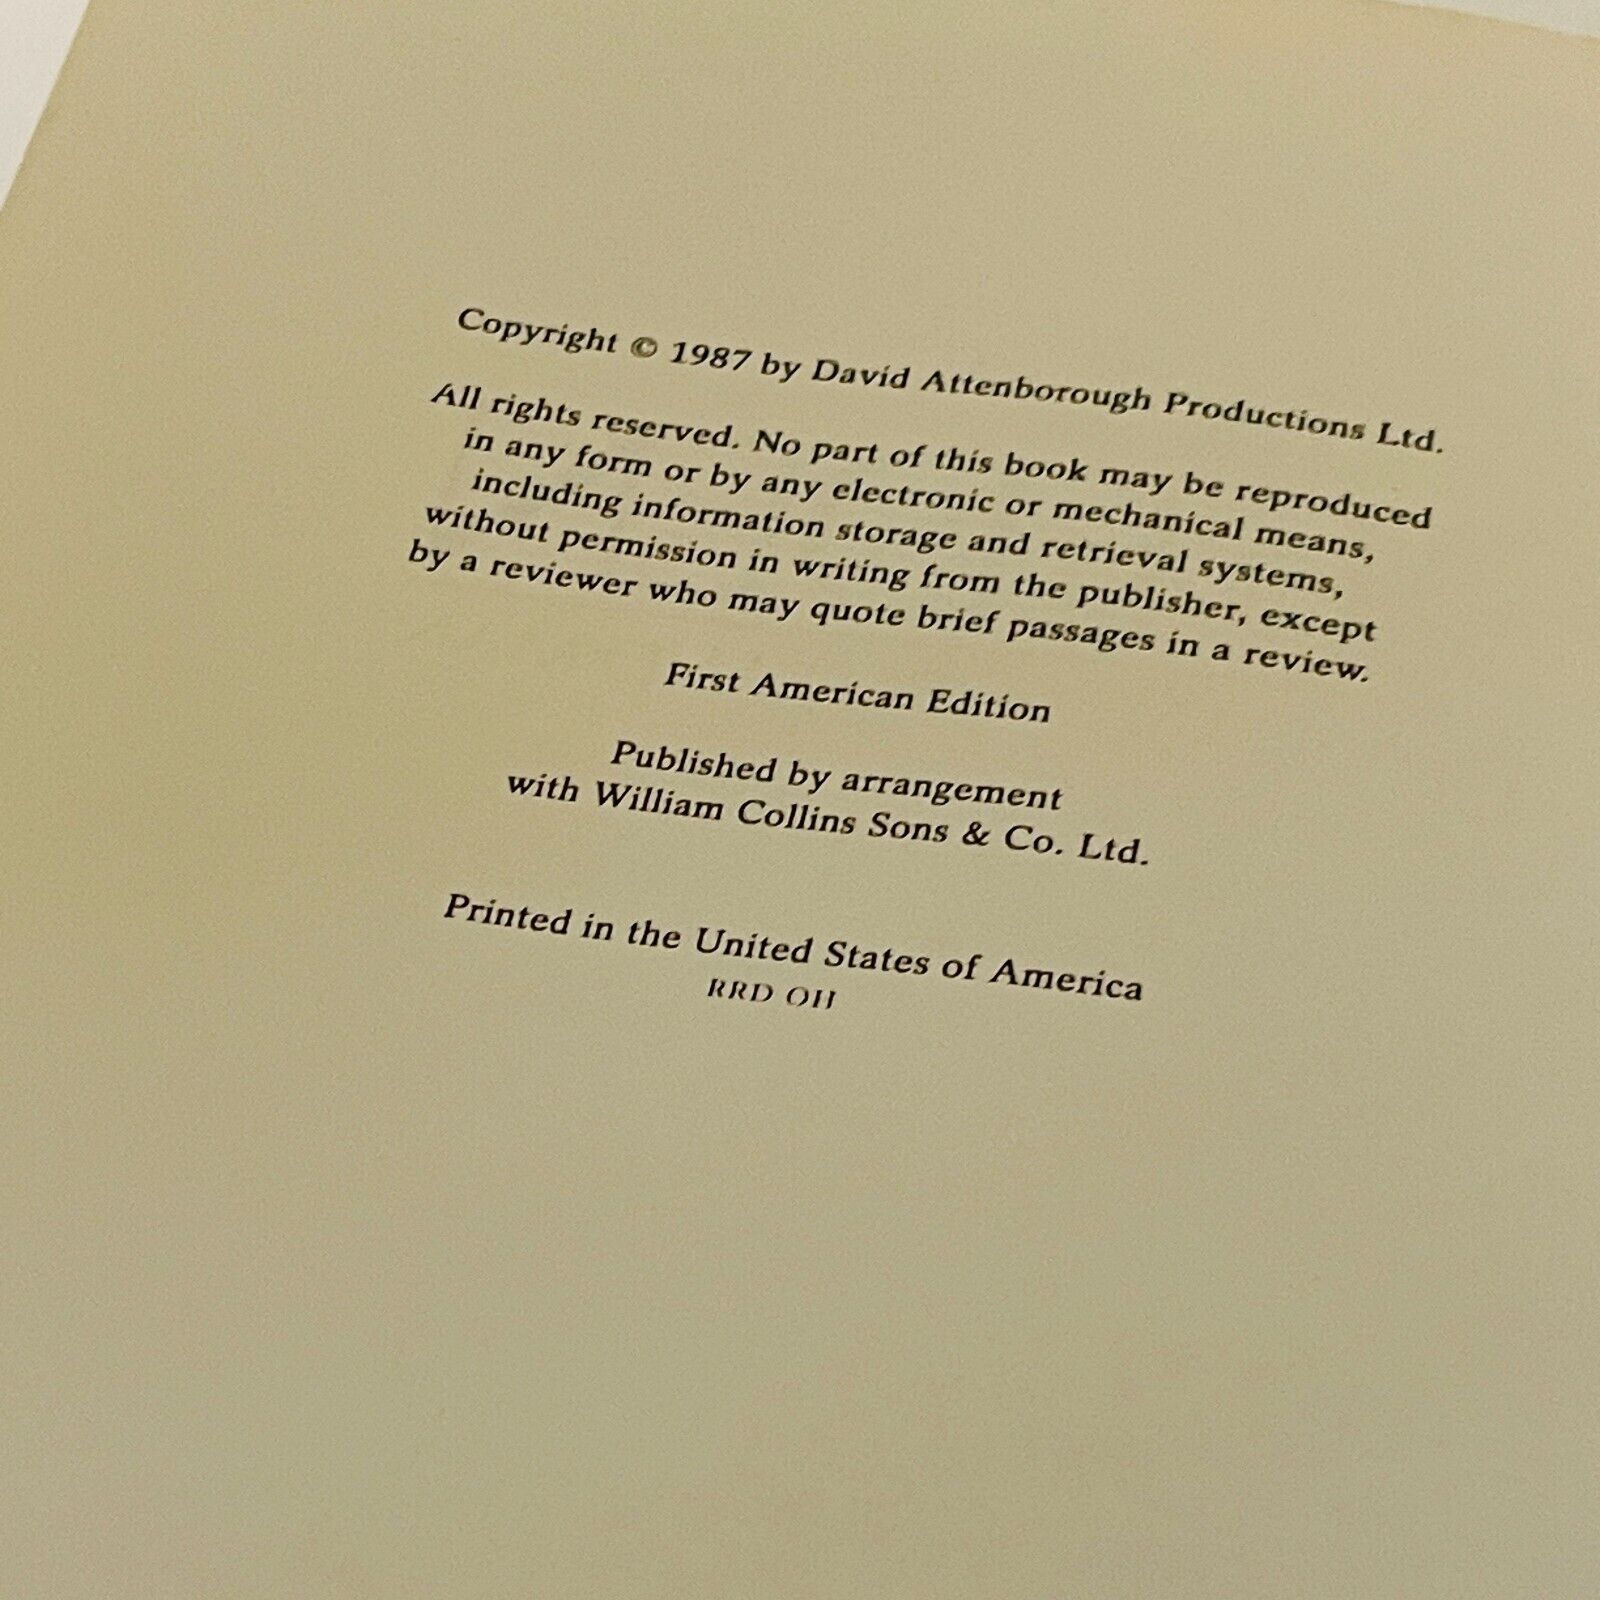 Copyright © 1987 by David Attenborough Productions Ltd.
All rights reserved. No part of this book may be reproduced
in any form or by any electronic or mechanical means,
including information storage and retrieval systems,
without permission in writing from the publisher, except
by a reviewer who may quote brief passages in a review.
First American Edition
Published by arrangement
with William Collins Sons & Co. Ltd.
Printed in the United States of America
RRD OH